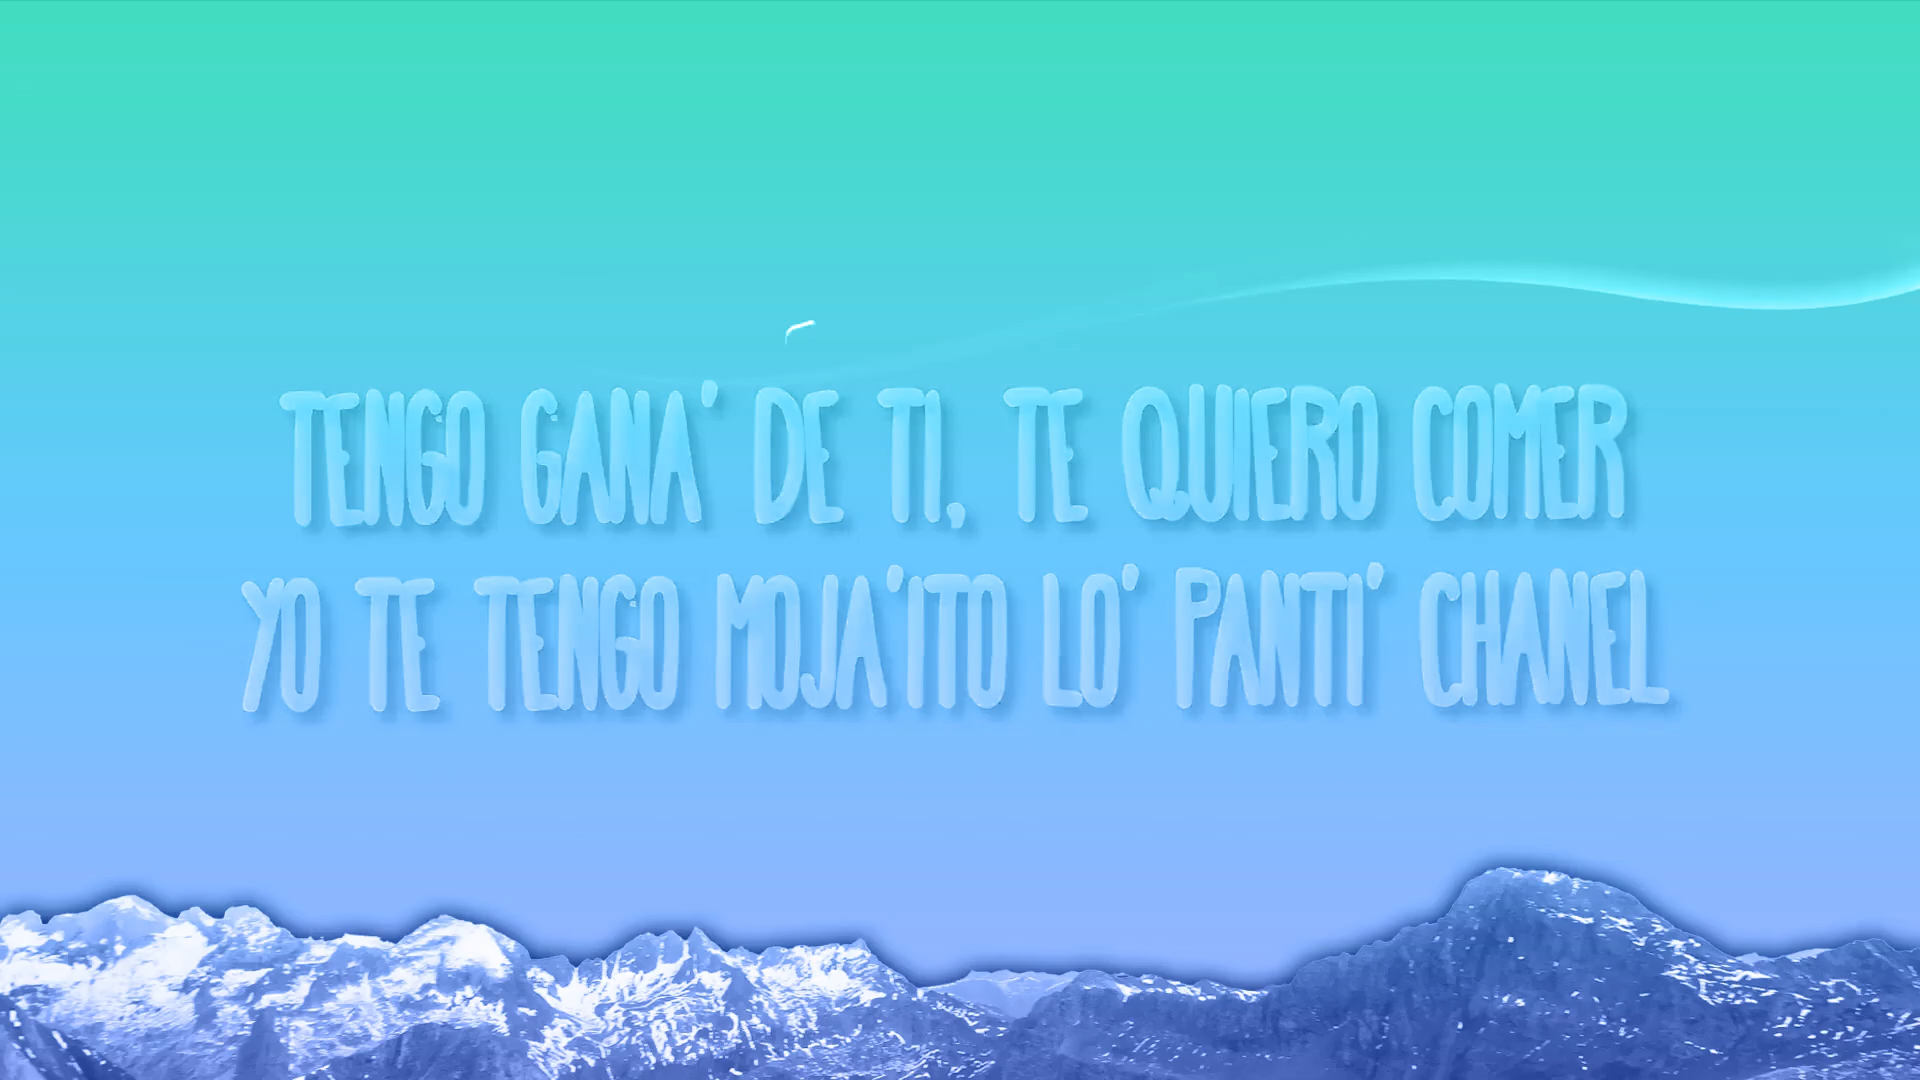 TENGO GANA' DE TI, TE QUIERO COMER
YO TE TENGO MOJA'ITO LO' PANTI' CHANEL